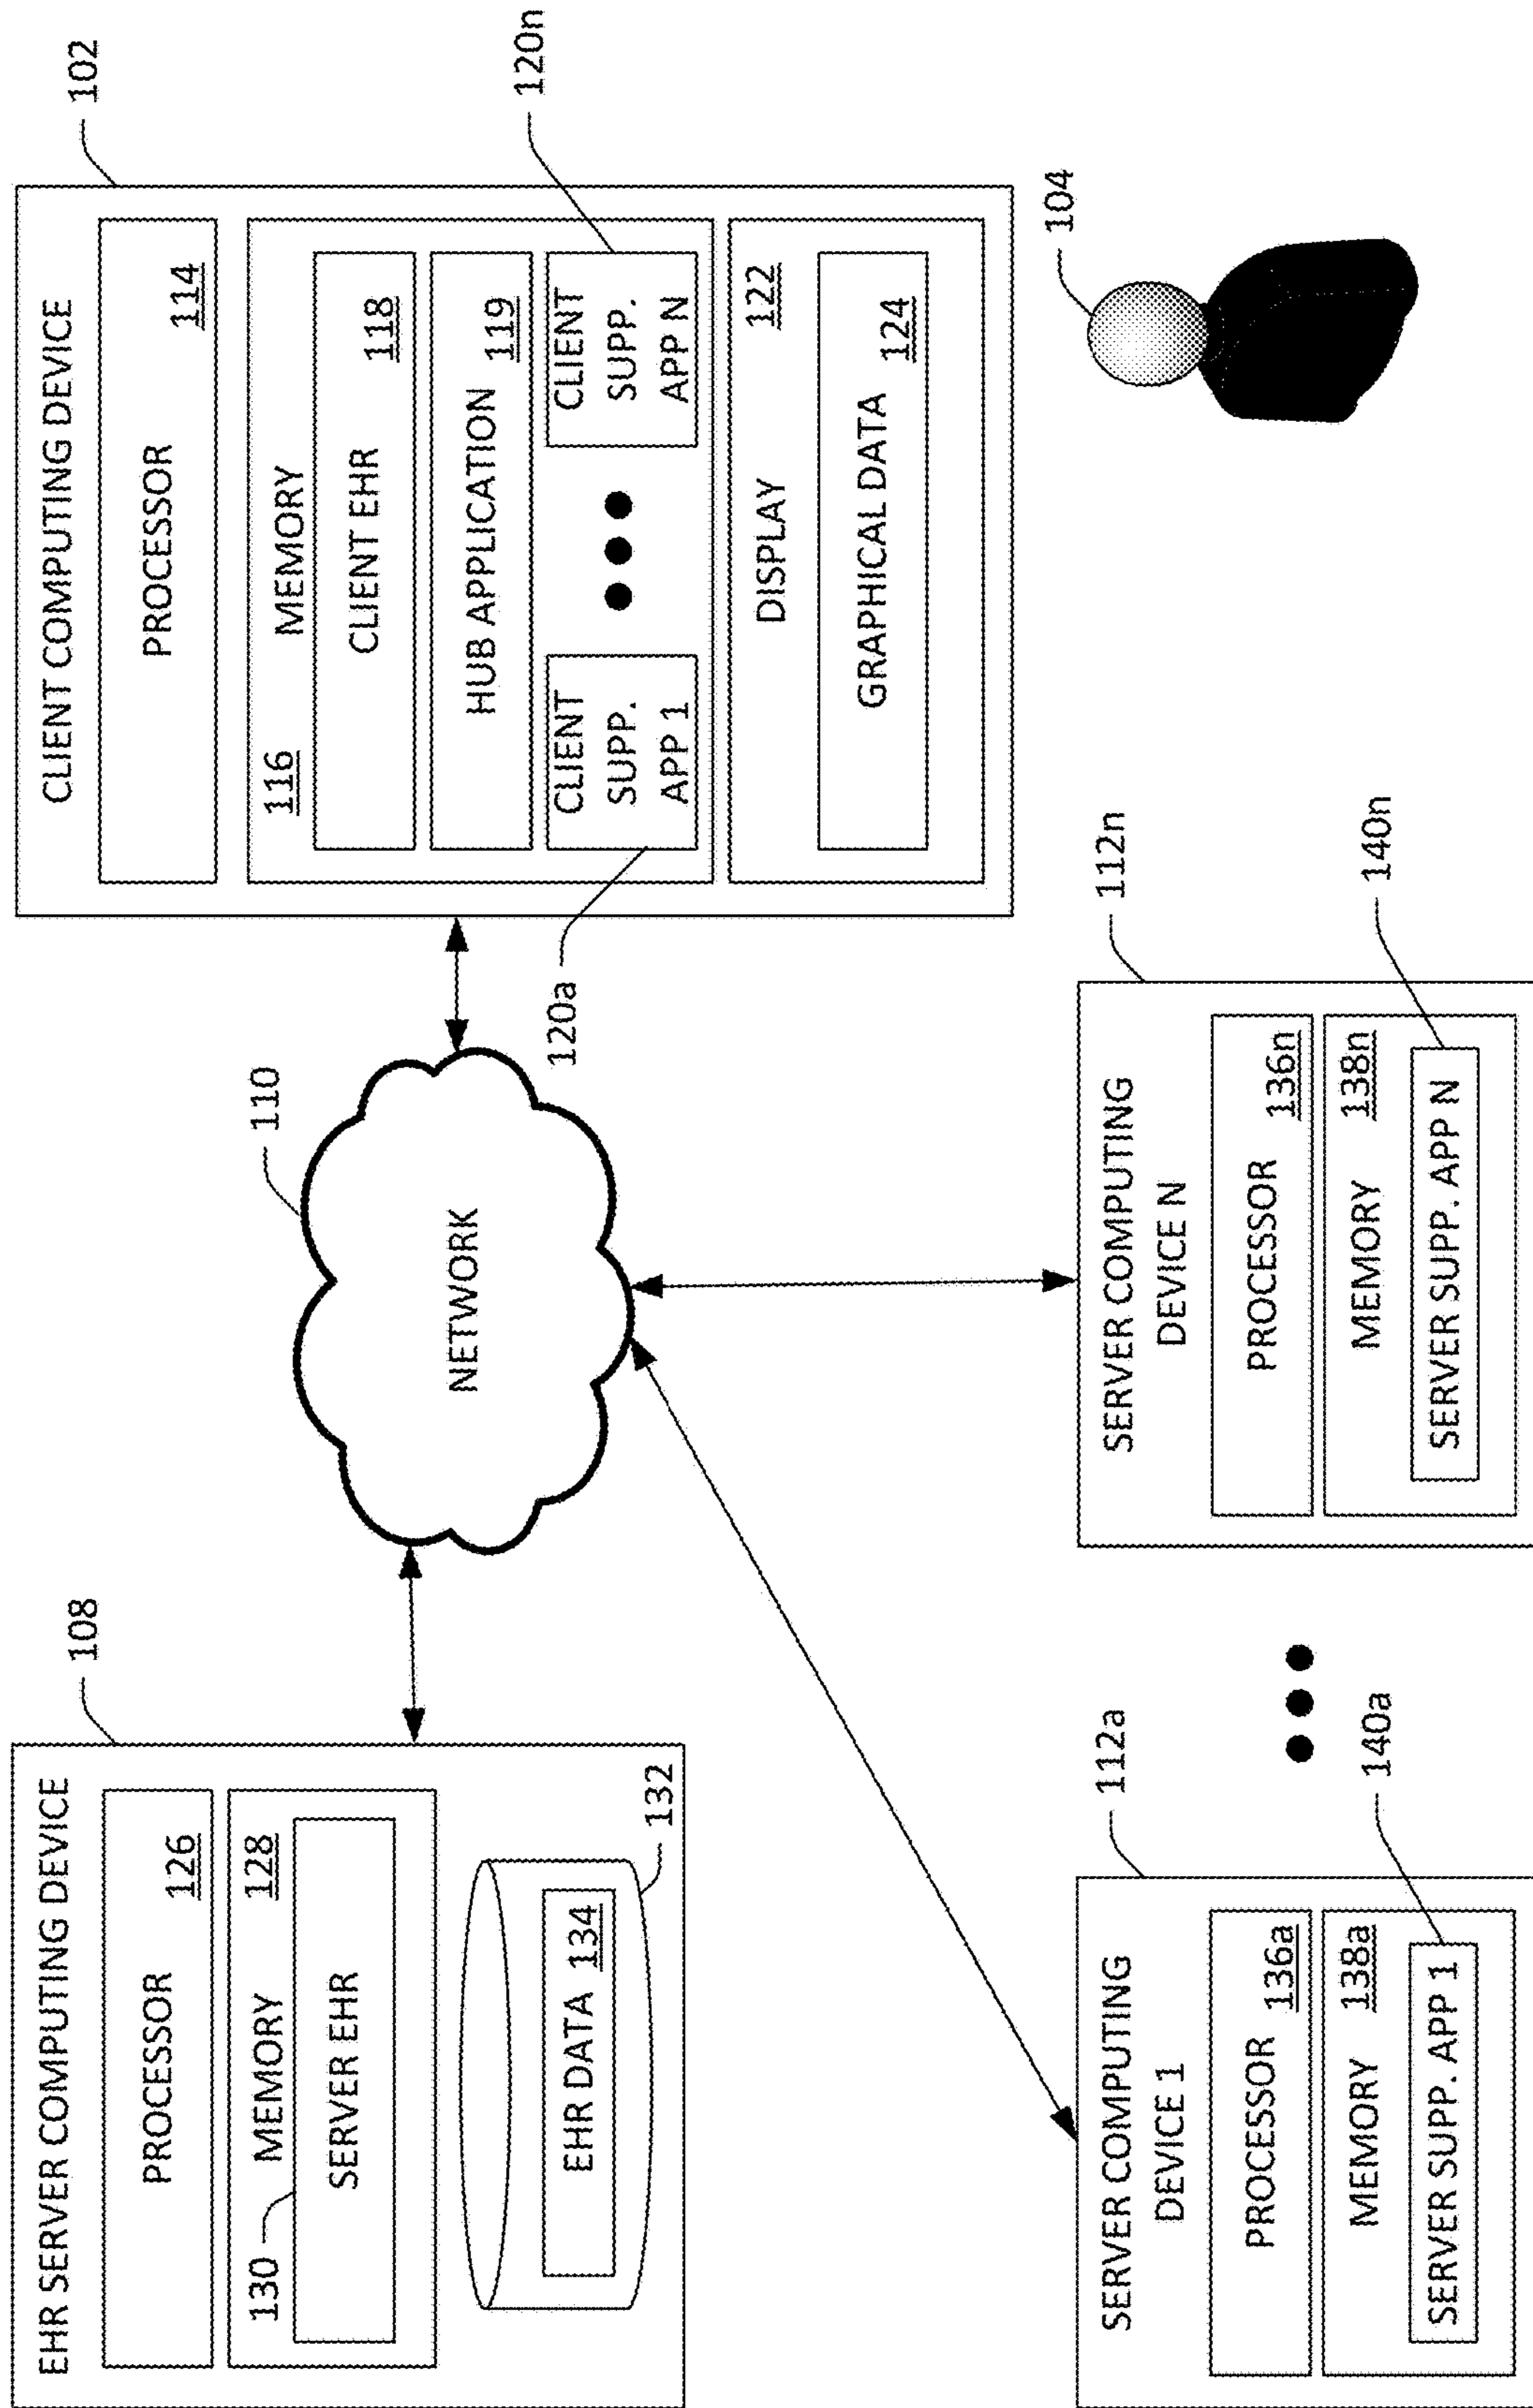 EHR SERVER COMPUTING DEVICE
108
PROCESSOR
126
MEMORY
128
130
SERVER EHR
EHR DATA 134
132
110
NETWORK
CLIENT COMPUTING DEVICE
102
PROCESSOR
114
116
MEMORY
CLIENT EHR
118
HUB APPLICATION
119
CLIENT
SUPP.
APP 1
120a
CLIENT
SUPP.
APP N
120n
DISPLAY
122
GRAPHICAL DATA
124
104
SERVER COMPUTING
DEVICE 1
112a
PROCESSOR
136a
MEMORY
138a
SERVER SUPP. APP 1
140a
SERVER COMPUTING
DEVICE N
112n
PROCESSOR
136n
MEMORY
138n
SERVER SUPP. APP N
140n